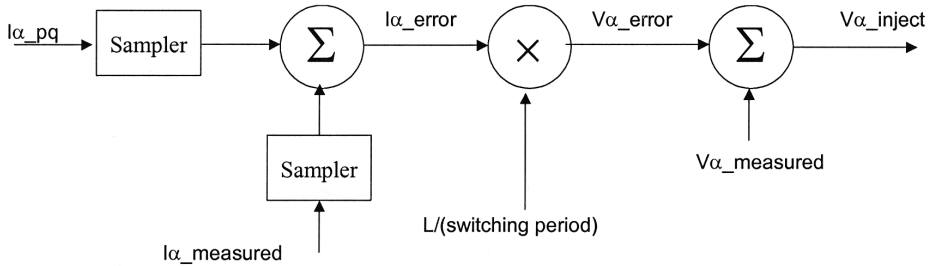 Iα_pq
Sampler
Σ
Iα_error
×
Vα_error
Σ
Vα_inject
Sampler
Vα_measured
L/(switching period)
Iα_measured